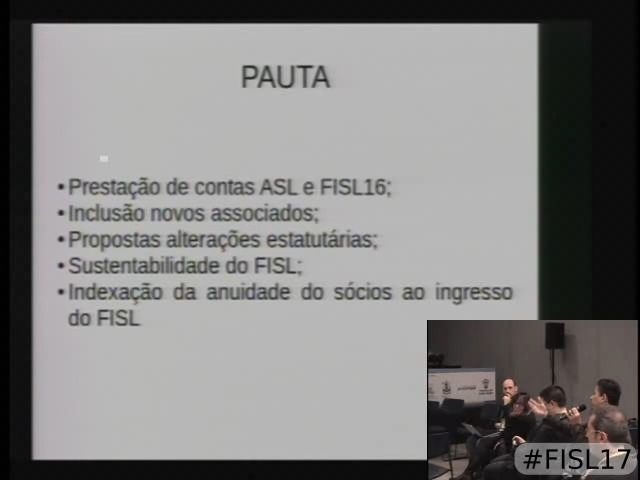 PAUTA
•Prestação de contas ASL e FISL16;
•Inclusão novos associados;
•Propostas alterações estatutárias;
•Sustentabilidade do FISL;
•Indexação da anuidade do sócios ao ingresso
do FISL
#FISL17